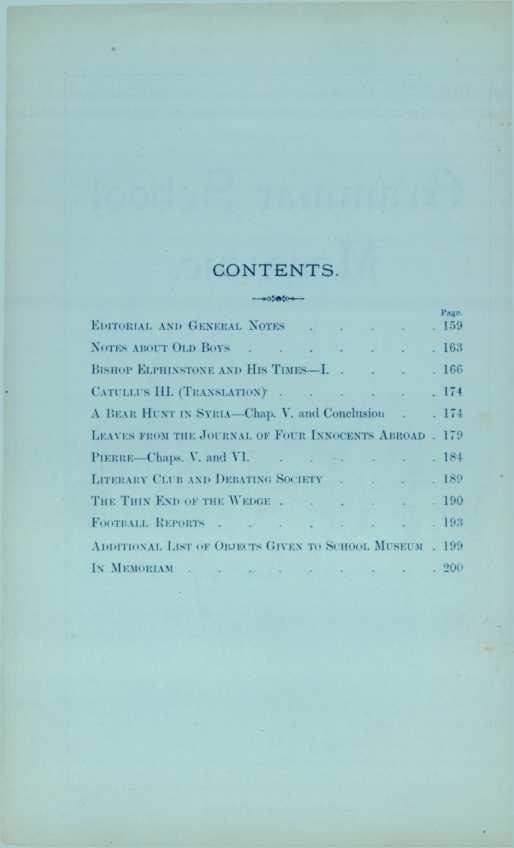 CONTENTS.
Page.
EDITORIAL AND GENERAL NOTES . . . . . 159
NOTES ABOUT OLD BOYS . . . . . . . 163
BISHOP ELPHINSTONE AND HIS TIMES—I. . . . . 166
CATULLUS III. (TRANSLATION) . . . . . . 174
A BEAR HUNT IN SYRIA—Chap. V. and Conclusion . . 174
LEAVES FROM THE JOURNAL OF FOUR INNOCENTS ABROAD . 179
PIERRE—Chaps. V. and VI. . . . . . . 184
LITERARY CLUB AND DEBATING SOCIETY . . . . 189
THE THIN END OF THE WEDGE . . . . . . 190
FOOTBALL REPORTS . . . . . . . . 193
ADDITIONAL LIST OF OBJECTS GIVEN TO SCHOOL MUSEUM . 199
IN MEMORIAM . . . . . . . . . 200